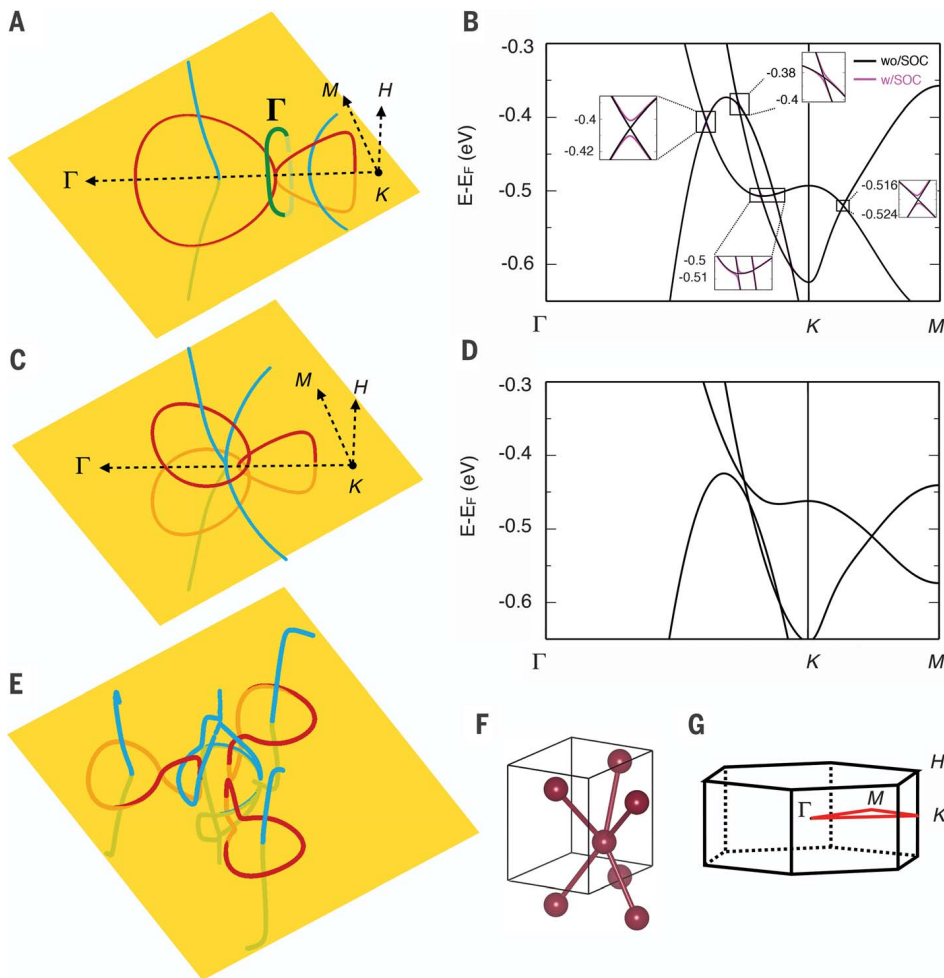 A
M
H
Γ
Γ
K
B
wo/SOC
w/SOC
E-E_F (eV)
-0.3
-0.4
-0.5
-0.6
-0.4
-0.42
-0.38
-0.4
-0.516
-0.524
-0.5
-0.51
Γ
K
M
C
M
H
Γ
K
D
E-E_F (eV)
-0.3
-0.4
-0.5
-0.6
Γ
K
M
E
F
G
H
Γ
M
K